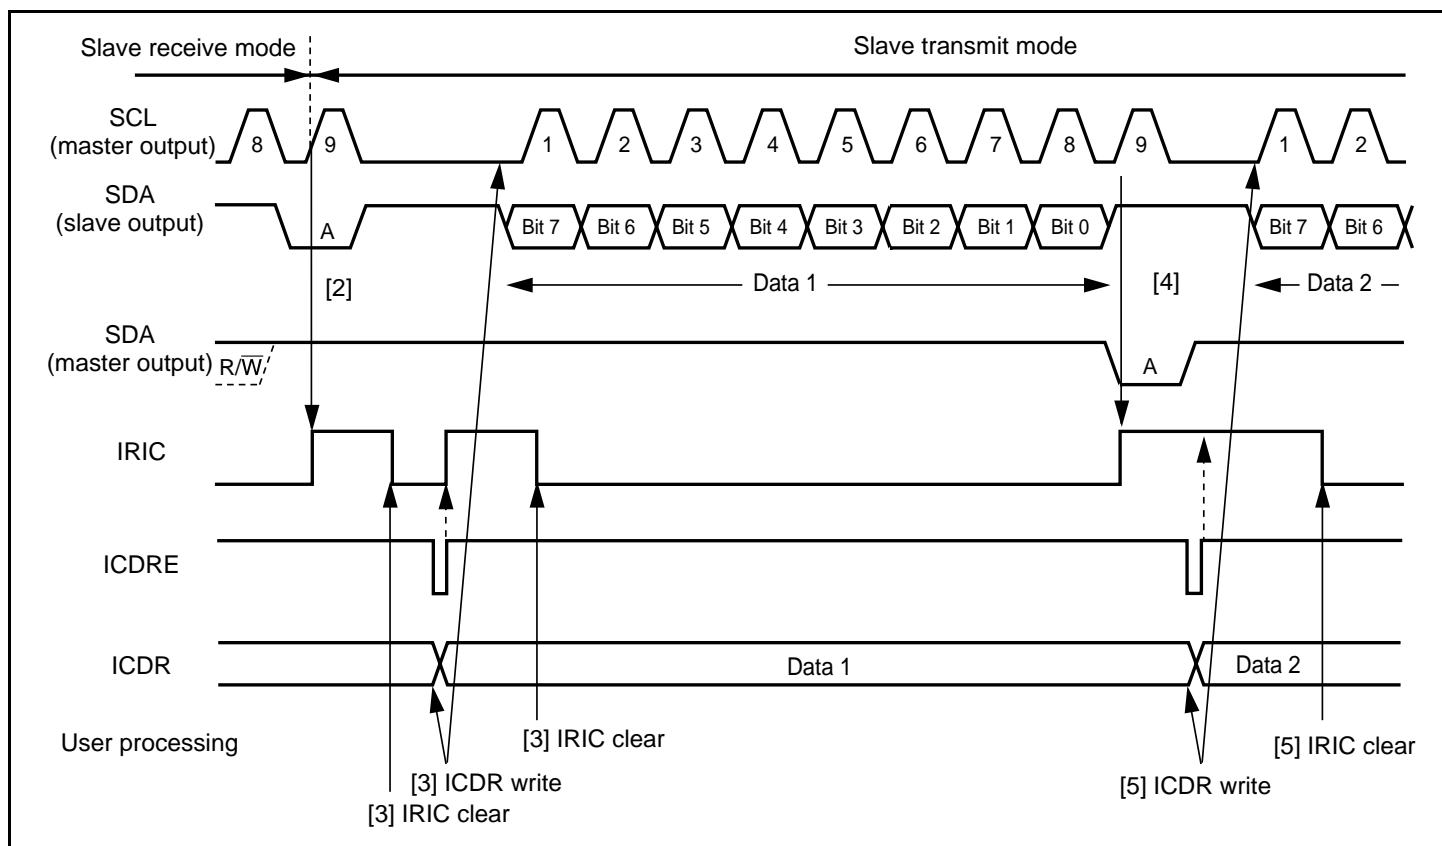 Slave receive mode
Slave transmit mode
SCL
(master output)
8
9
1
2
3
4
5
6
7
8
9
1
2
SDA
(slave output)
A
Bit 7
Bit 6
Bit 5
Bit 4
Bit 3
Bit 2
Bit 1
Bit 0
Bit 7
Bit 6
[2]
Data 1
[4]
Data 2
SDA
(master output)
R/W̅
A
IRIC
ICDRE
ICDR
Data 1
Data 2
User processing
[3] IRIC clear
[5] IRIC clear
[3] ICDR write
[5] ICDR write
[3] IRIC clear